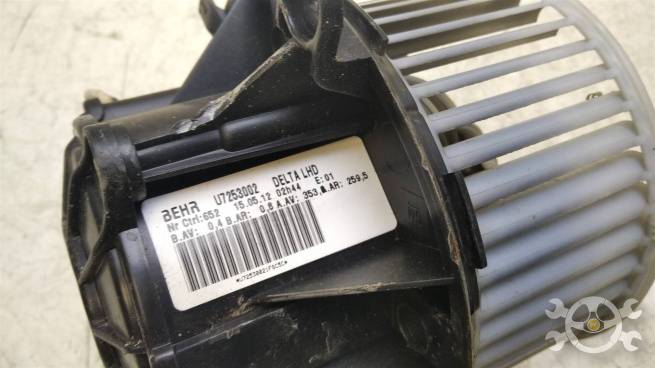 BEHR U7253002 DELTA LHD
Nr Ctrl:652 15.05.12 02h44 E:01
B.AV: 0,4 B.AR: 0,6 A.AV: 353, A.AR: 259,5